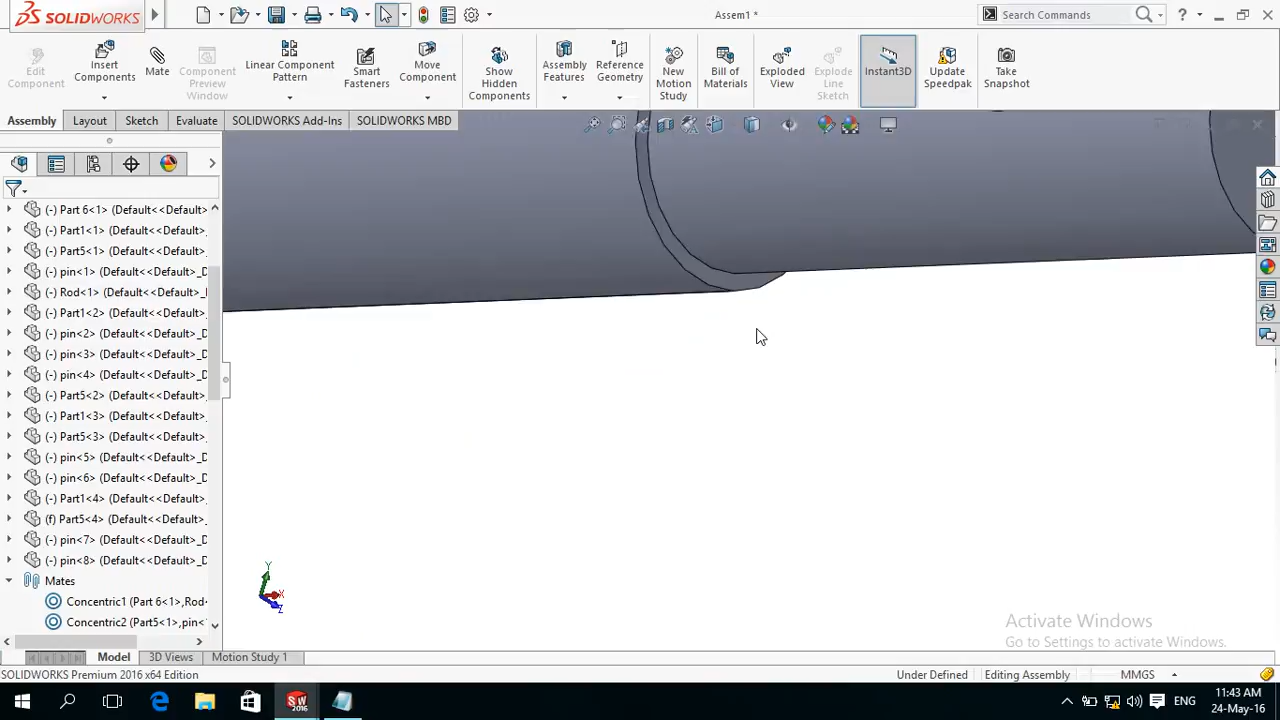 SOLIDWORKS
Assem1 *
Search Commands
Edit Component
Insert Components
Mate
Component Preview Window
Linear Component Pattern
Smart Fasteners
Move Component
Show Hidden Components
Assembly Features
Reference Geometry
New Motion Study
Bill of Materials
Exploded View
Explode Line Sketch
Instant3D
Update Speedpak
Take Snapshot
Assembly
Layout
Sketch
Evaluate
SOLIDWORKS Add-Ins
SOLIDWORKS MBD
(-) Part 6<1> (Default<<Default>
(-) Part1<1> (Default<<Default>_
(-) Part5<1> (Default<<Default>_
(-) pin<1> (Default<<Default>_D
(-) Rod<1> (Default<<Default>_
(-) Part1<2> (Default<<Default>_
(-) pin<2> (Default<<Default>_D
(-) pin<3> (Default<<Default>_D
(-) pin<4> (Default<<Default>_D
(-) Part5<2> (Default<<Default>_
(-) Part1<3> (Default<<Default>_
(-) Part5<3> (Default<<Default>_
(-) pin<5> (Default<<Default>_D
(-) pin<6> (Default<<Default>_D
(-) Part1<4> (Default<<Default>_
(f) Part5<4> (Default<<Default>_
(-) pin<7> (Default<<Default>_D
(-) pin<8> (Default<<Default>_D
Mates
Concentric1 (Part 6<1>,Rod
Concentric2 (Part5<1>,pin<
Y
X
Z
Activate Windows
Go to Settings to activate Windows.
Model
3D Views
Motion Study 1
SOLIDWORKS Premium 2016 x64 Edition
Under Defined
Editing Assembly
MMGS
SW
2016
ENG
11:43 AM
24-May-16